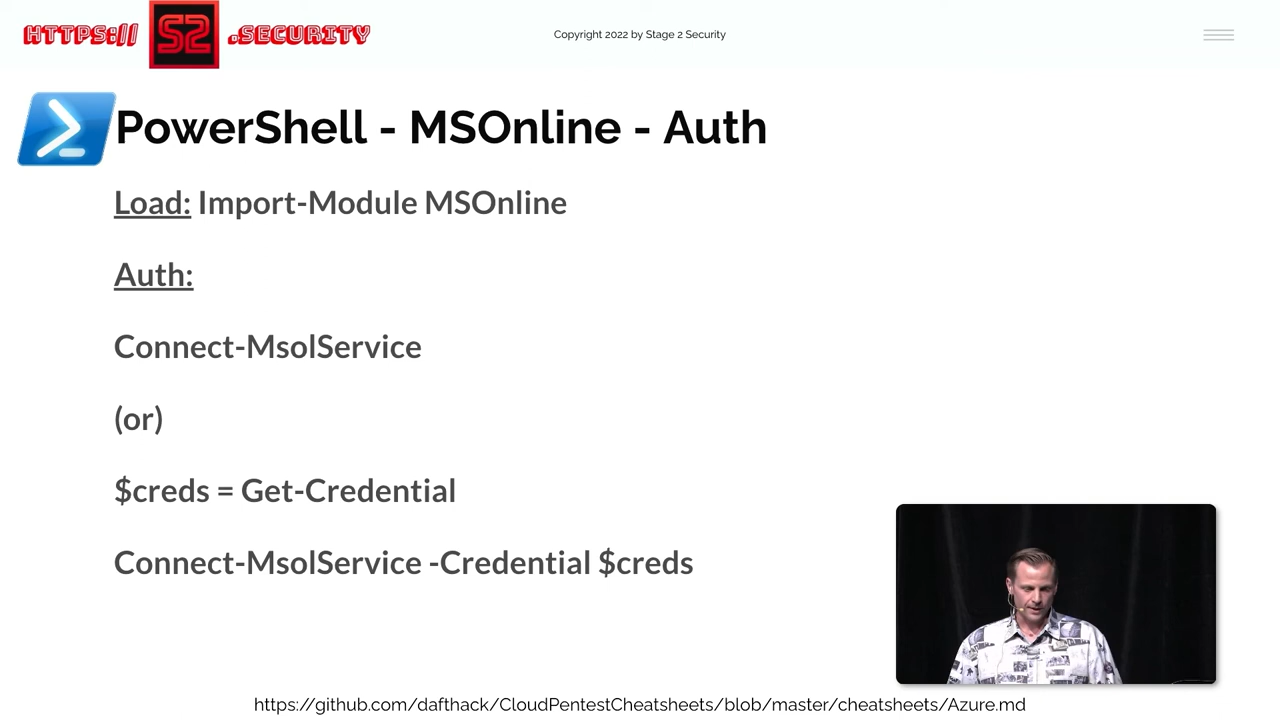 HTTPS:// S2 .SECURITY
Copyright 2022 by Stage 2 Security
PowerShell - MSOnline - Auth
Load: Import-Module MSOnline
Auth:
Connect-MsolService
(or)
$creds = Get-Credential
Connect-MsolService -Credential $creds
https://github.com/dafthack/CloudPentestCheatsheets/blob/master/cheatsheets/Azure.md